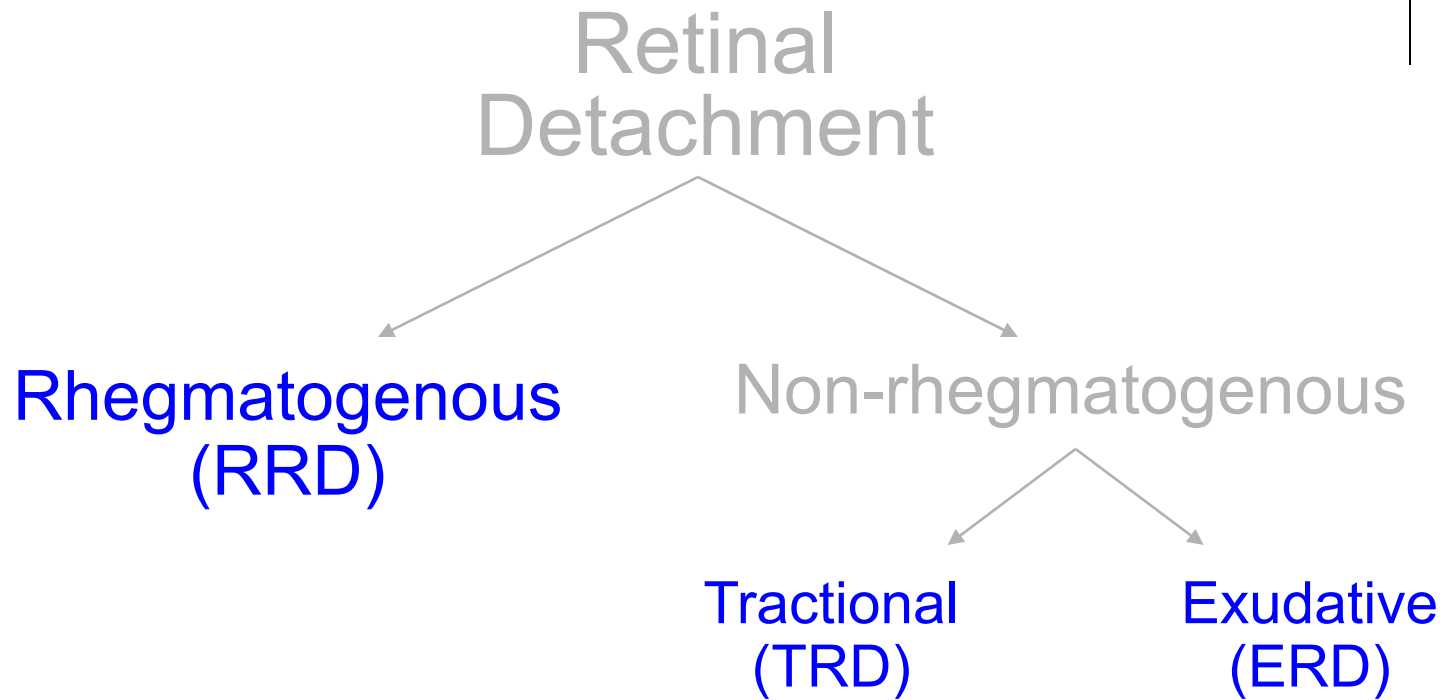 Retinal
Detachment
Rhegmatogenous
(RRD)
Non-rhegmatogenous
Tractional
(TRD)
Exudative
(ERD)